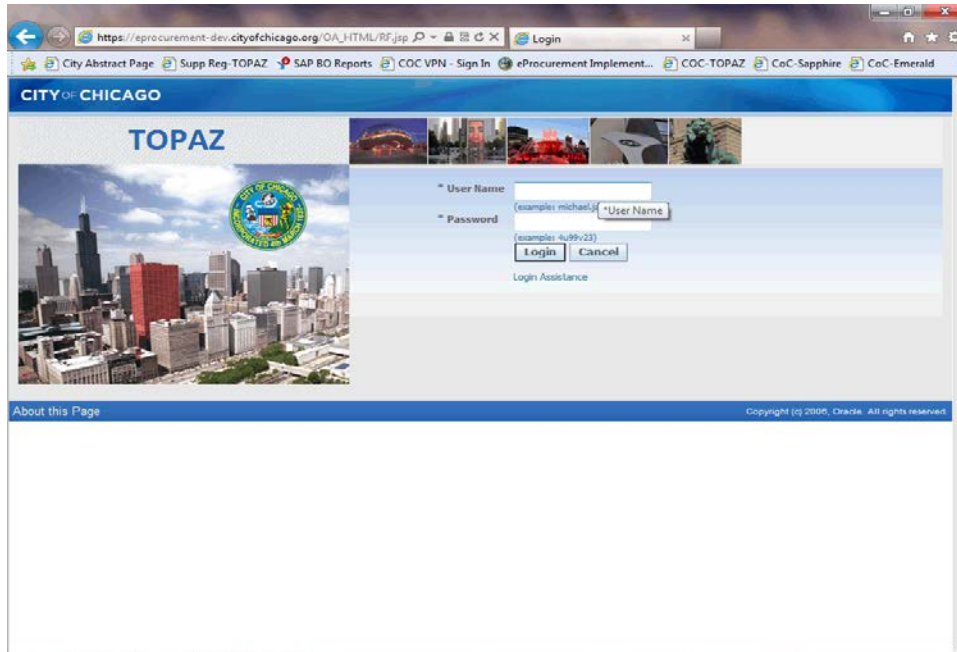 https://eprocurement-dev.cityofchicago.org/OA_HTML/RF.jsp
Login
City Abstract Page
Supp Reg-TOPAZ
SAP BO Reports
COC VPN - Sign In
eProcurement Implement...
COC-TOPAZ
CoC-Sapphire
CoC-Emerald
CITY OF CHICAGO
TOPAZ
* User Name
(example: michael.
*User Name
* Password
(example: 4u99v23)
Login
Cancel
Login Assistance
About this Page
Copyright (c) 2006, Oracle. All rights reserved.